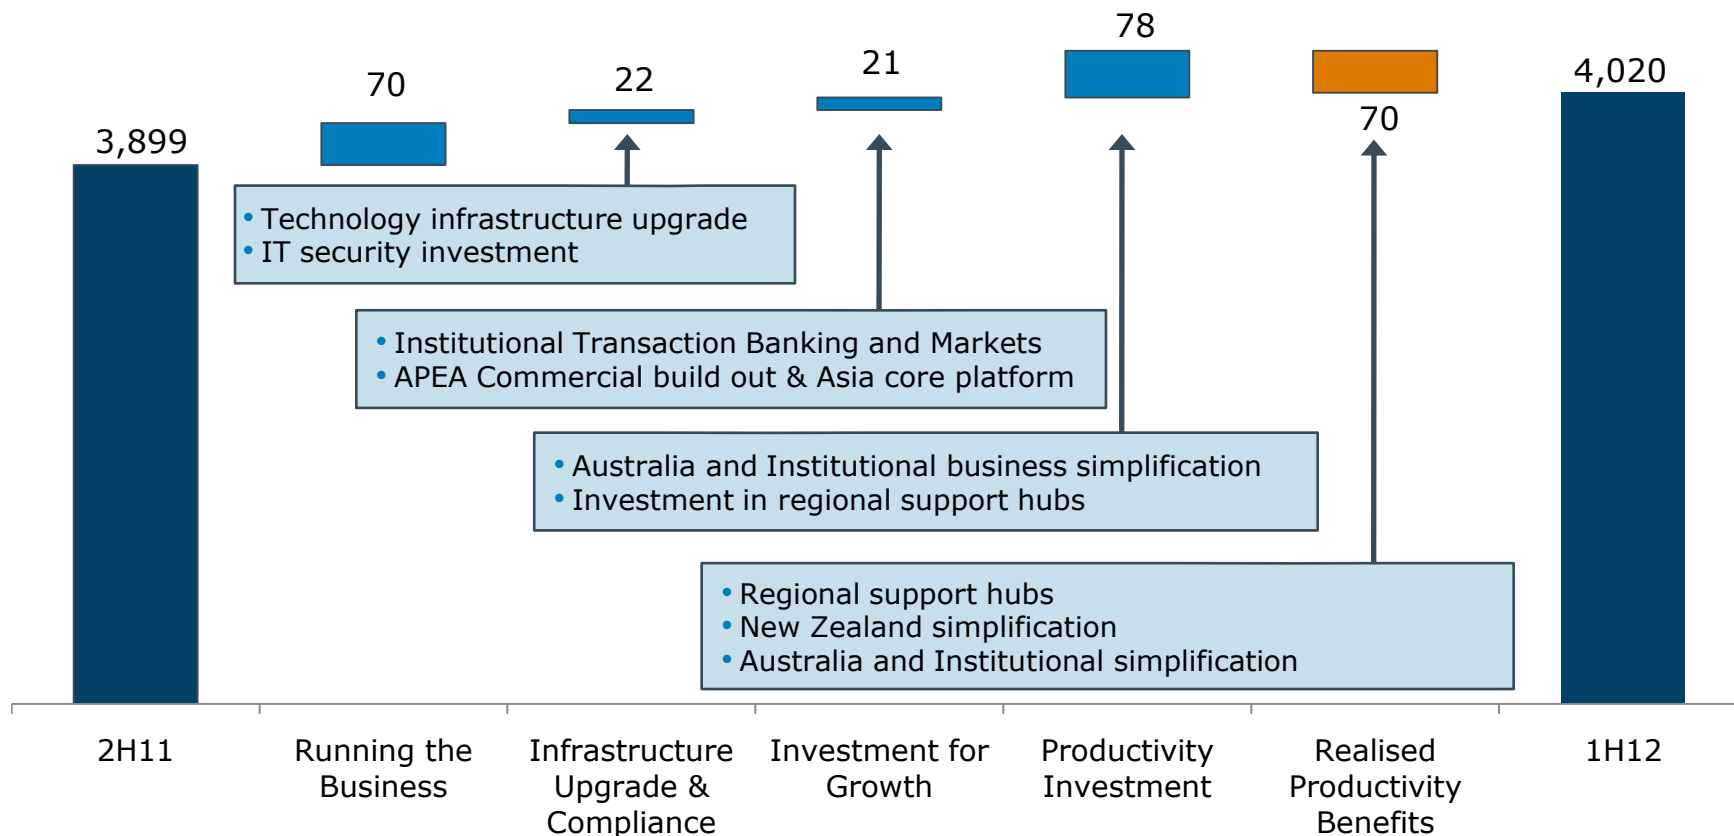 3,899
70
22
21
78
70
4,020
• Technology infrastructure upgrade
• IT security investment
• Institutional Transaction Banking and Markets
• APEA Commercial build out & Asia core platform
• Australia and Institutional business simplification
• Investment in regional support hubs
• Regional support hubs
• New Zealand simplification
• Australia and Institutional simplification
2H11
Running the
Business
Infrastructure
Upgrade &
Compliance
Investment for
Growth
Productivity
Investment
Realised
Productivity
Benefits
1H12